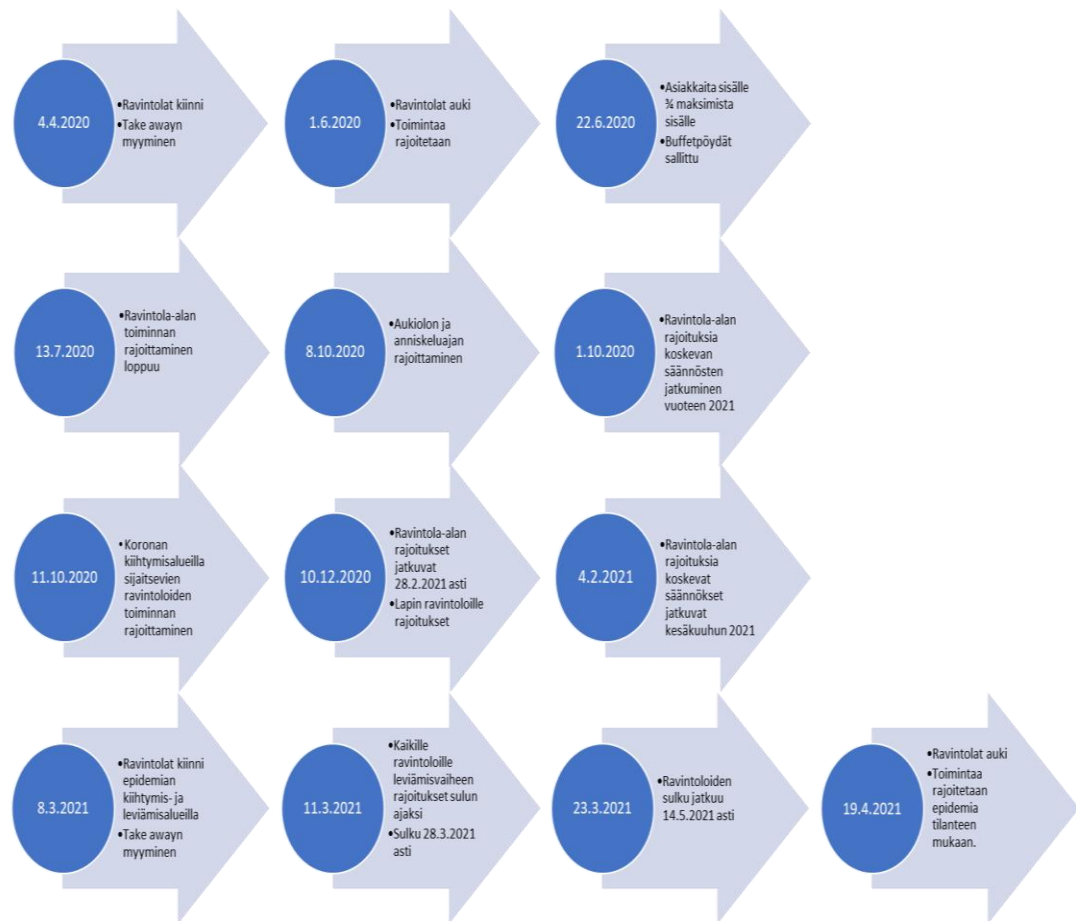 4.4.2020
•Ravintolat kiinni
•Take awayn
myyminen
1.6.2020
•Ravintolat auki
•Toimintaa
rajoitetaan
22.6.2020
•Asiakkaita sisälle
¾ maksimista
sisälle
•Buffetpöydät
sallittu
13.7.2020
•Ravintola-alan
toiminnan
rajoittaminen
loppuu
8.10.2020
•Aukiolon ja
anniskeluajan
rajoittaminen
1.10.2020
•Ravintola-alan
rajoituksia
koskevan
säännösten
jatkuminen
vuoteen 2021
11.10.2020
•Koronan
kiihtymisalueilla
sijaitsevien
ravintoloiden
toiminnan
rajoittaminen
10.12.2020
•Ravintola-alan
rajoitukset
jatkuvat
28.2.2021 asti
•Lapin ravintoloille
rajoitukset
4.2.2021
•Ravintola-alan
rajoituksia
koskevat
säännökset
jatkuvat
kesäkuuhun 2021
8.3.2021
•Ravintolat kiinni
epidemian
kiihtymis- ja
leviämisalueilla
•Take awayn
myyminen
11.3.2021
•Kaikille
ravintoloille
leviämisvaiheen
rajoitukset sulun
ajaksi
•Sulku 28.3.2021
asti
23.3.2021
•Ravintoloiden
sulku jatkuu
14.5.2021 asti
19.4.2021
•Ravintolat auki
•Toimintaa
rajoitetaan
epidemia
tilanteen
mukaan.